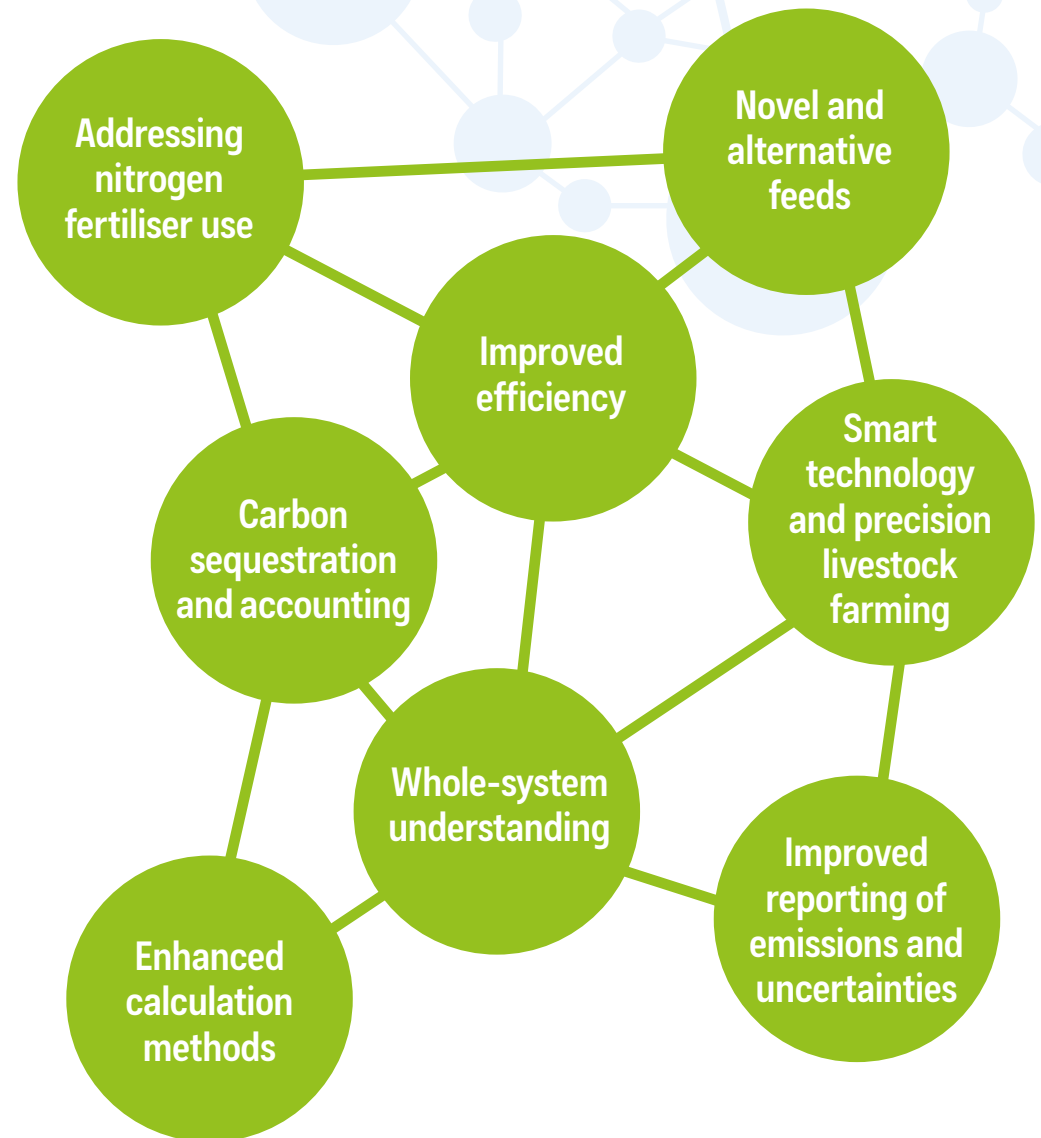 Addressing
nitrogen
fertiliser use
Novel and
alternative
feeds
Improved
efficiency
Smart
technology
and precision
livestock
farming
Carbon
sequestration
and accounting
Whole-system
understanding
Improved
reporting of
emissions and
uncertainties
Enhanced
calculation
methods